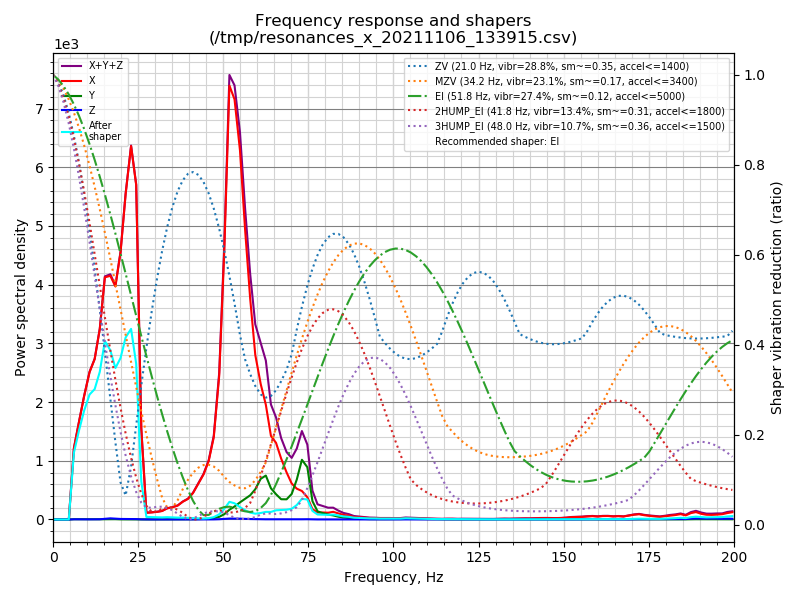 Frequency response and shapers
(/tmp/resonances_x_20211106_133915.csv)
1e3
X+Y+Z
X
Y
Z
After
shaper
ZV (21.0 Hz, vibr=28.8%, sm~=0.35, accel<=1400)
MZV (34.2 Hz, vibr=23.1%, sm~=0.17, accel<=3400)
EI (51.8 Hz, vibr=27.4%, sm~=0.12, accel<=5000)
2HUMP_EI (41.8 Hz, vibr=13.4%, sm~=0.31, accel<=1800)
3HUMP_EI (48.0 Hz, vibr=10.7%, sm~=0.36, accel<=1500)
Recommended shaper: EI
7
6
5
4
3
2
1
0
Power spectral density
1.0
0.8
0.6
0.4
0.2
0.0
Shaper vibration reduction (ratio)
0 25 50 75 100 125 150 175 200
Frequency, Hz